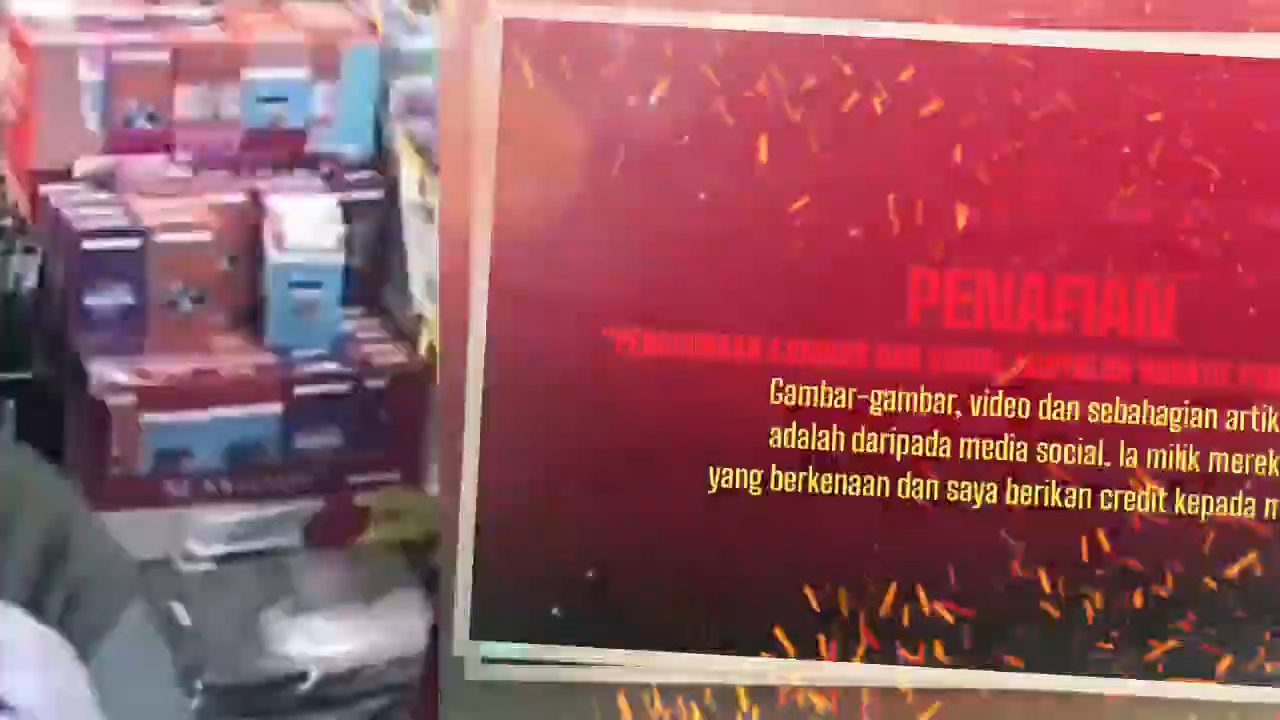 PENAFIAN
Gambar-gambar, video dan sebahagian artik
adalah daripada media social. Ia milik merek
yang berkenaan dan saya berikan credit kepada m